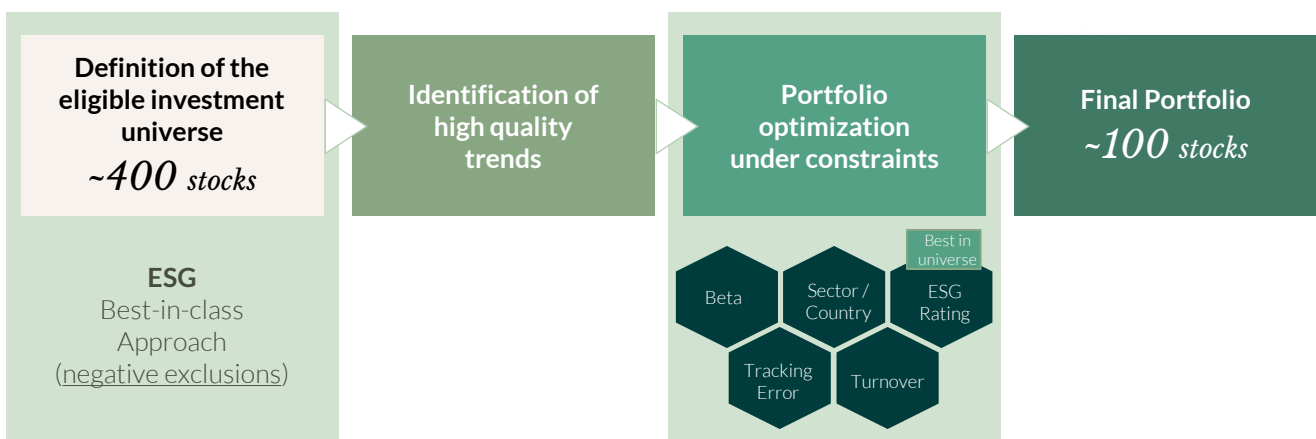 Definition of the
eligible investment
universe
~400 stocks
ESG
Best-in-class
Approach
(negative exclusions)
Identification of
high quality
trends
Portfolio
optimization
under constraints
Best in
universe
Beta
Sector /
Country
ESG
Rating
Tracking
Error
Turnover
Final Portfolio
~100 stocks